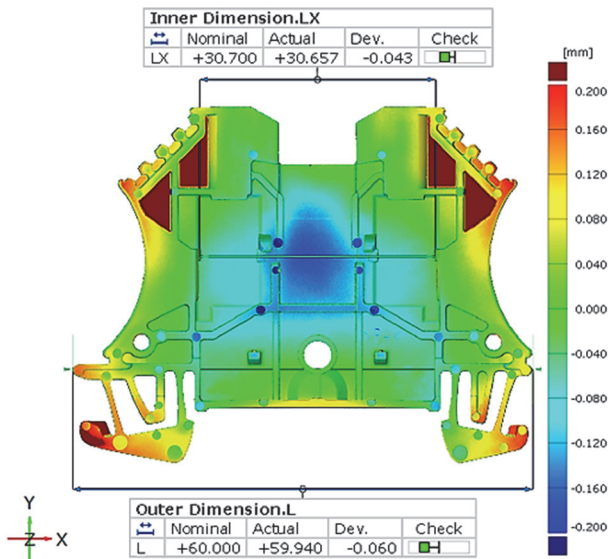 Inner Dimension.LX
Nominal Actual Dev. Check
LX +30.700 +30.657 -0.043
[mm]
0.200
0.160
0.120
0.080
0.040
0.000
-0.040
-0.080
-0.120
-0.160
-0.200
Outer Dimension.L
Nominal Actual Dev. Check
L +60.000 +59.940 -0.060
Y
Z X